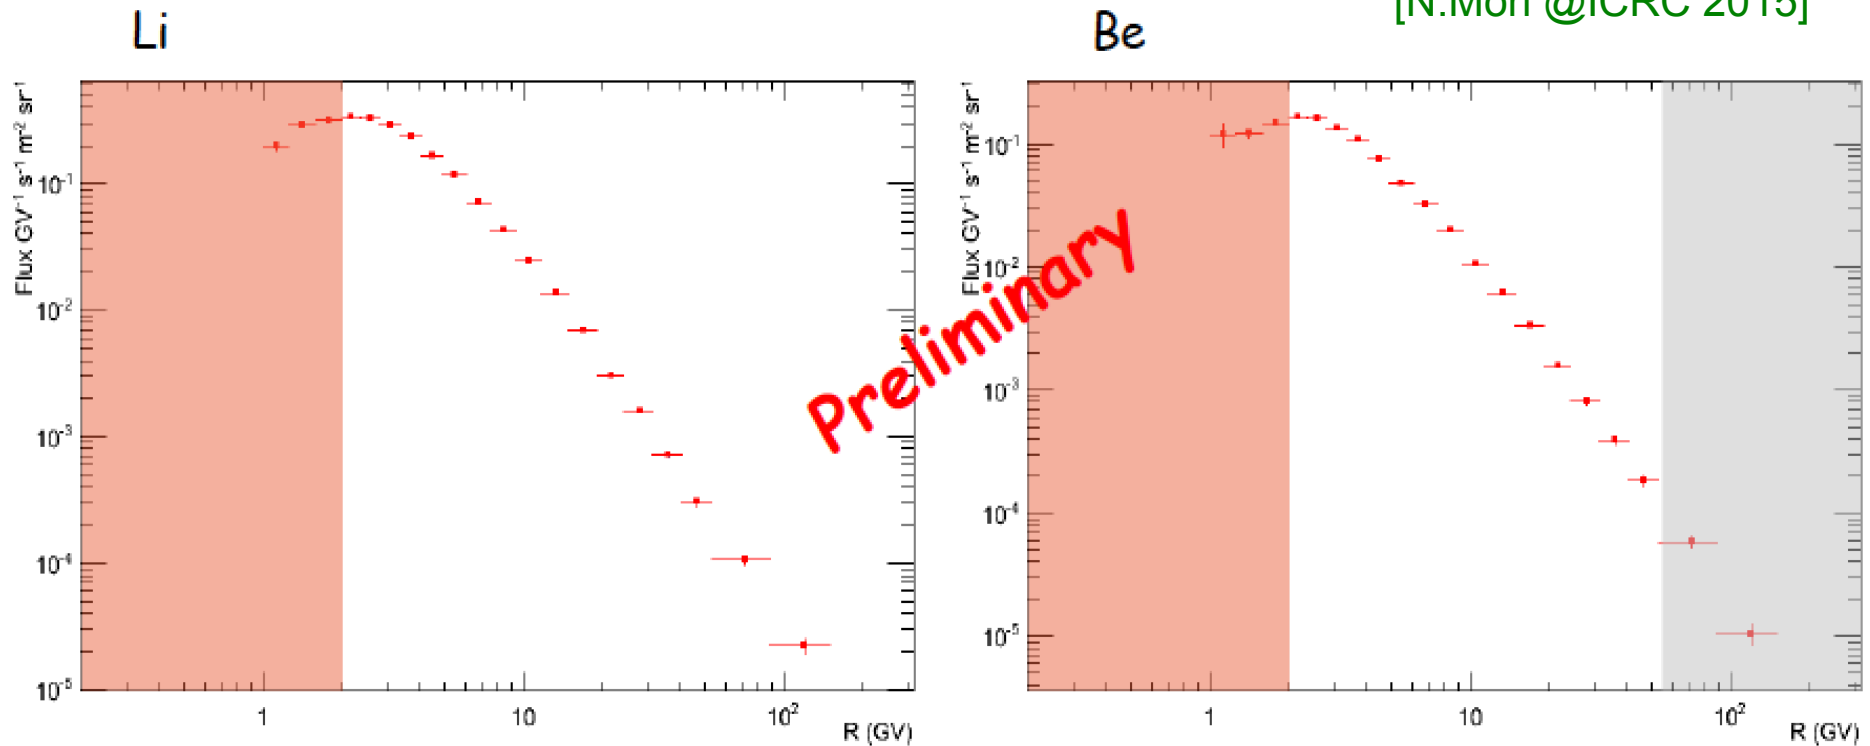 [N.Mori @ICRC 2015]
Li
Be
Flux GV⁻¹ s⁻¹ m⁻² sr⁻¹
10⁻¹
10⁻²
10⁻³
10⁻⁴
10⁻⁵
1
10
10²
R (GV)
Preliminary
Flux GV⁻¹ s⁻¹ m⁻² sr⁻¹
10⁻¹
10⁻²
10⁻³
10⁻⁴
10⁻⁵
1
10
10²
R (GV)